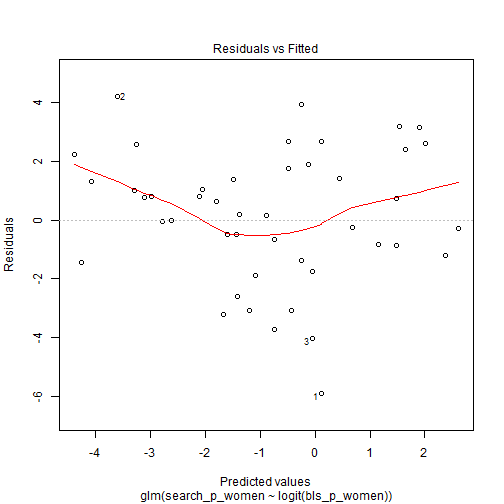 Residuals vs Fitted
4
2
0
-2
-4
-6
Residuals
2
3
1
-4 -3 -2 -1 0 1 2
Predicted values
glm(search_p_women ~ logit(bls_p_women))